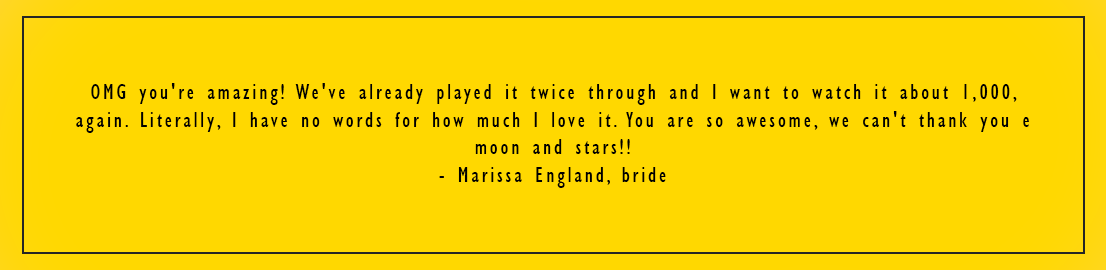 OMG you're amazing! We've already played it twice through and I want to watch it about 1,000,
again. Literally, I have no words for how much I love it. You are so awesome, we can't thank you e
moon and stars!!
- Marissa England, bride